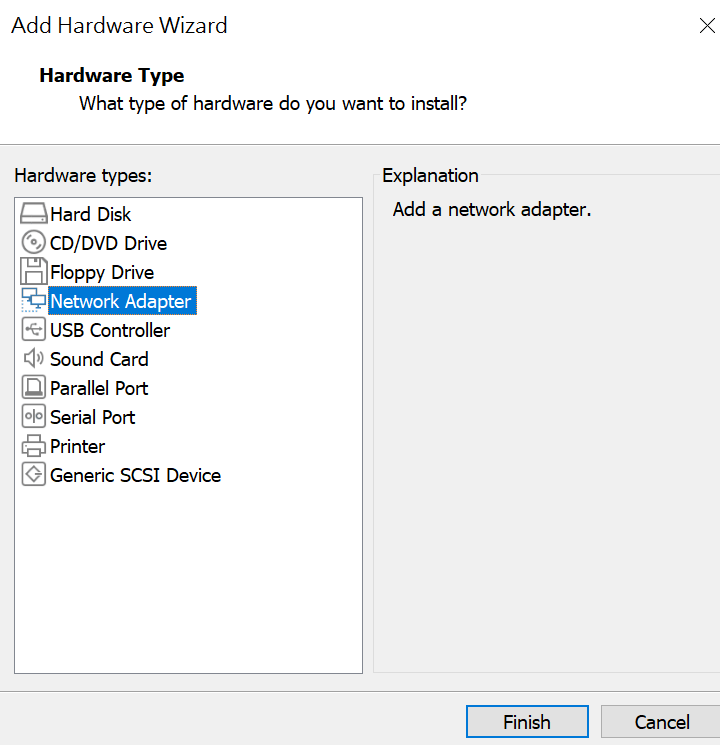 Add Hardware Wizard
Hardware Type
What type of hardware do you want to install?
Hardware types:
Hard Disk
CD/DVD Drive
Floppy Drive
Network Adapter
USB Controller
Sound Card
Parallel Port
Serial Port
Printer
Generic SCSI Device
Explanation
Add a network adapter.
Finish
Cancel